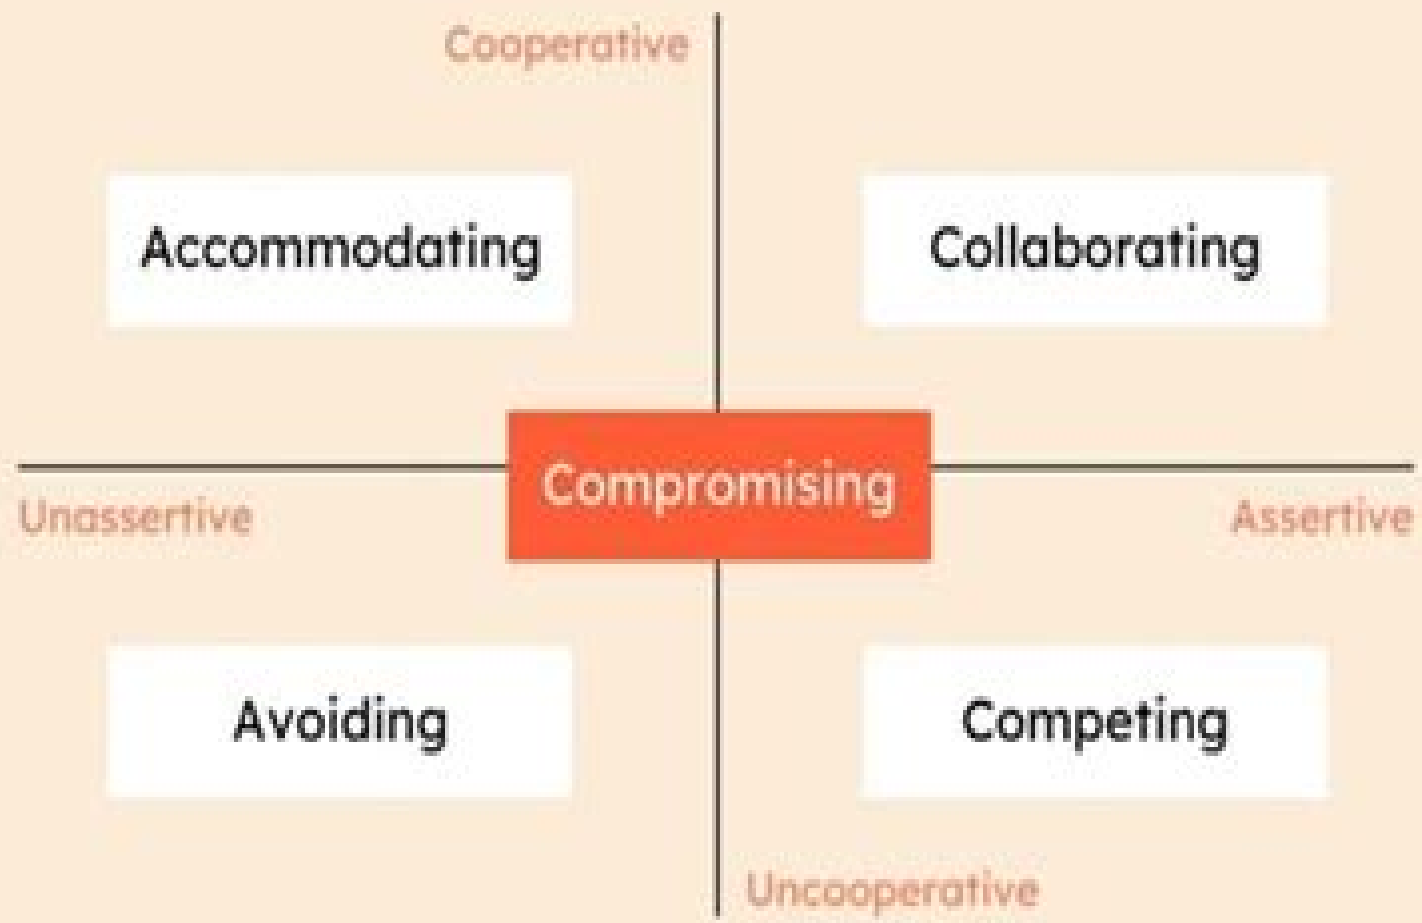 Cooperative
Accommodating
Collaborating
Compromising
Unassertive
Assertive
Avoiding
Competing
Uncooperative